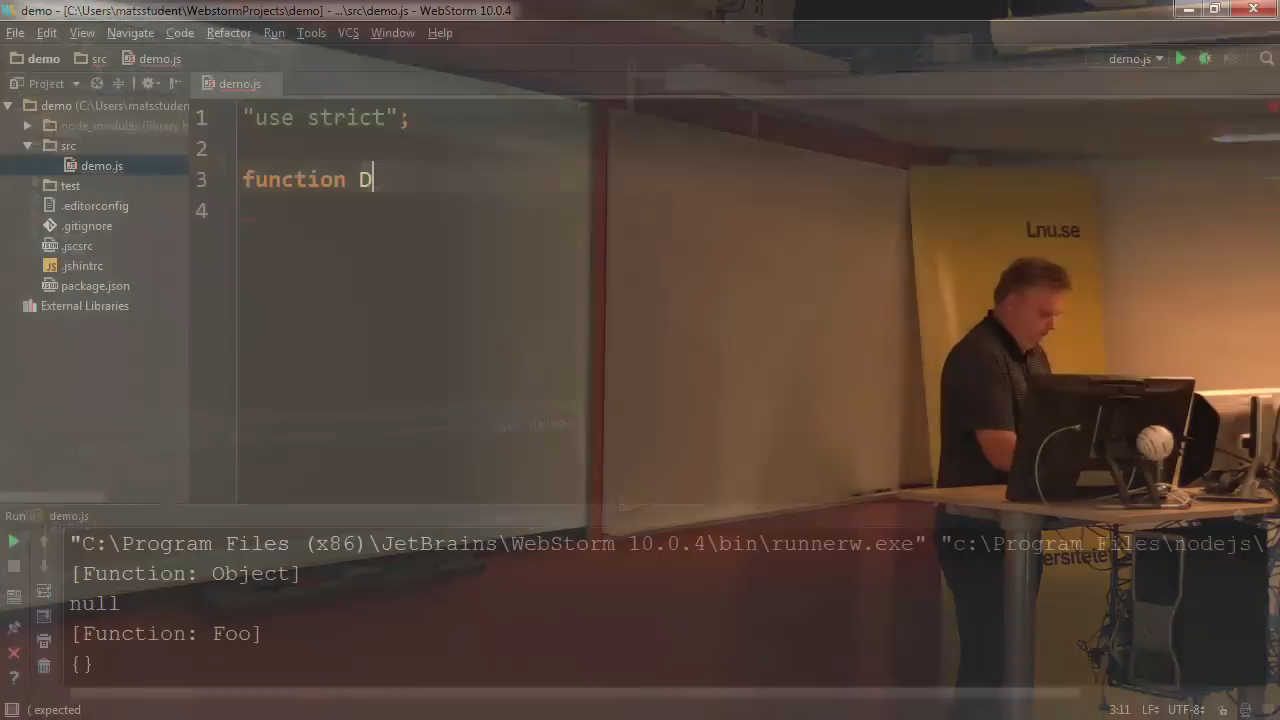 demo - [C:\Users\matsstudent\WebstormProjects\demo] - ...\src\demo.js - WebStorm 10.0.4
File Edit View Navigate Code Refactor Run Tools VCS Window Help
demo src demo.js demo.js
Project demo.js
demo (C:\Users\matsstuden
node_modules (library h
src
demo.js
test
.editorconfig
.gitignore
.jscsrc
.jshintrc
package.json
External Libraries
1 "use strict";
2
3 function D
4
Lnu.se
Run demo.js
"C:\Program Files (x86)\JetBrains\WebStorm 10.0.4\bin\runnerw.exe" "c:\Program Files\nodejs\
[Function: Object]
null
[Function: Foo]
{}
ersitetet
( expected 3:11 LF÷ UTF-8÷